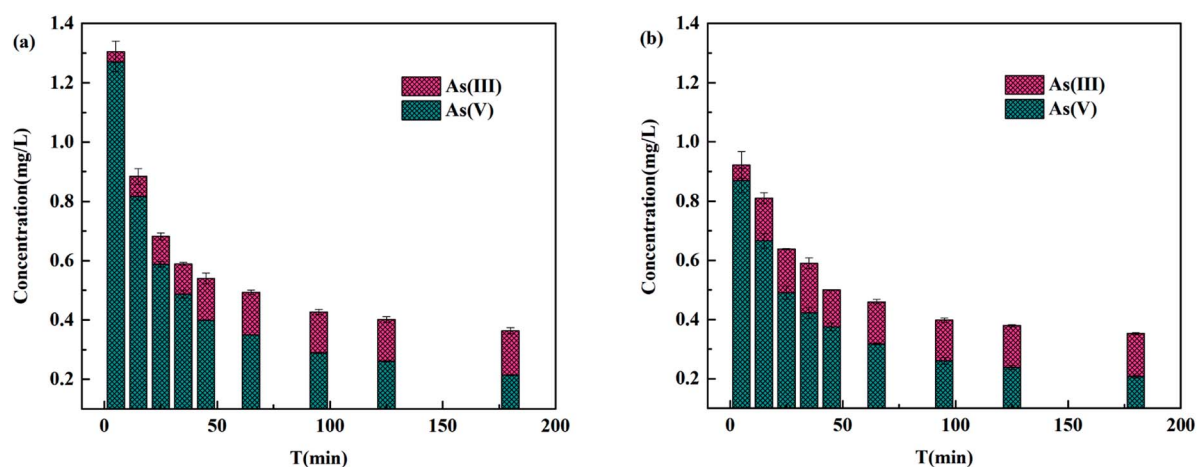 (a)
1.4
1.2
1.0
0.8
0.6
0.4
0.2
Concentration(mg/L)
As(III)
As(V)
0 50 100 150 200
T(min)
(b)
1.4
1.2
1.0
0.8
0.6
0.4
0.2
Concentration(mg/L)
As(III)
As(V)
0 50 100 150 200
T(min)